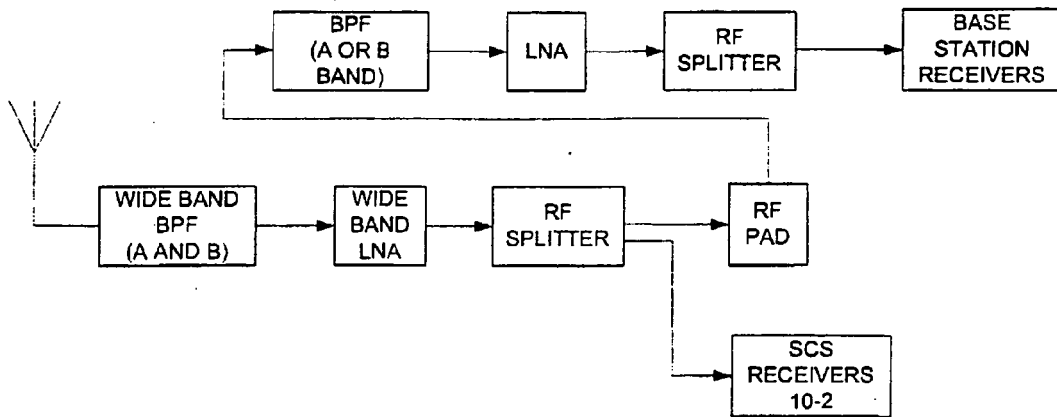 BPF
(A OR B
BAND)
LNA
RF
SPLITTER
BASE
STATION
RECEIVERS
WIDE BAND
BPF
(A AND B)
WIDE
BAND
LNA
RF
SPLITTER
RF
PAD
SCS
RECEIVERS
10-2